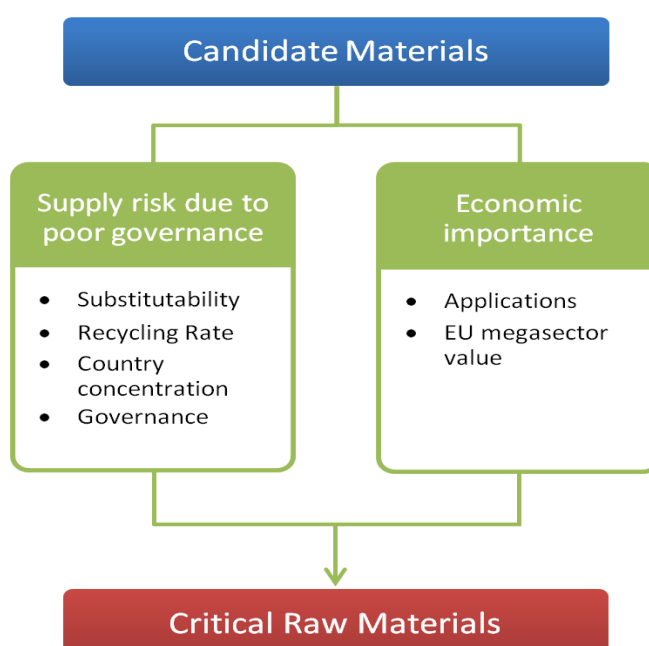 Candidate Materials
Supply risk due to
poor governance
• Substitutability
• Recycling Rate
• Country
concentration
• Governance
Economic
importance
• Applications
• EU megasector
value
Critical Raw Materials